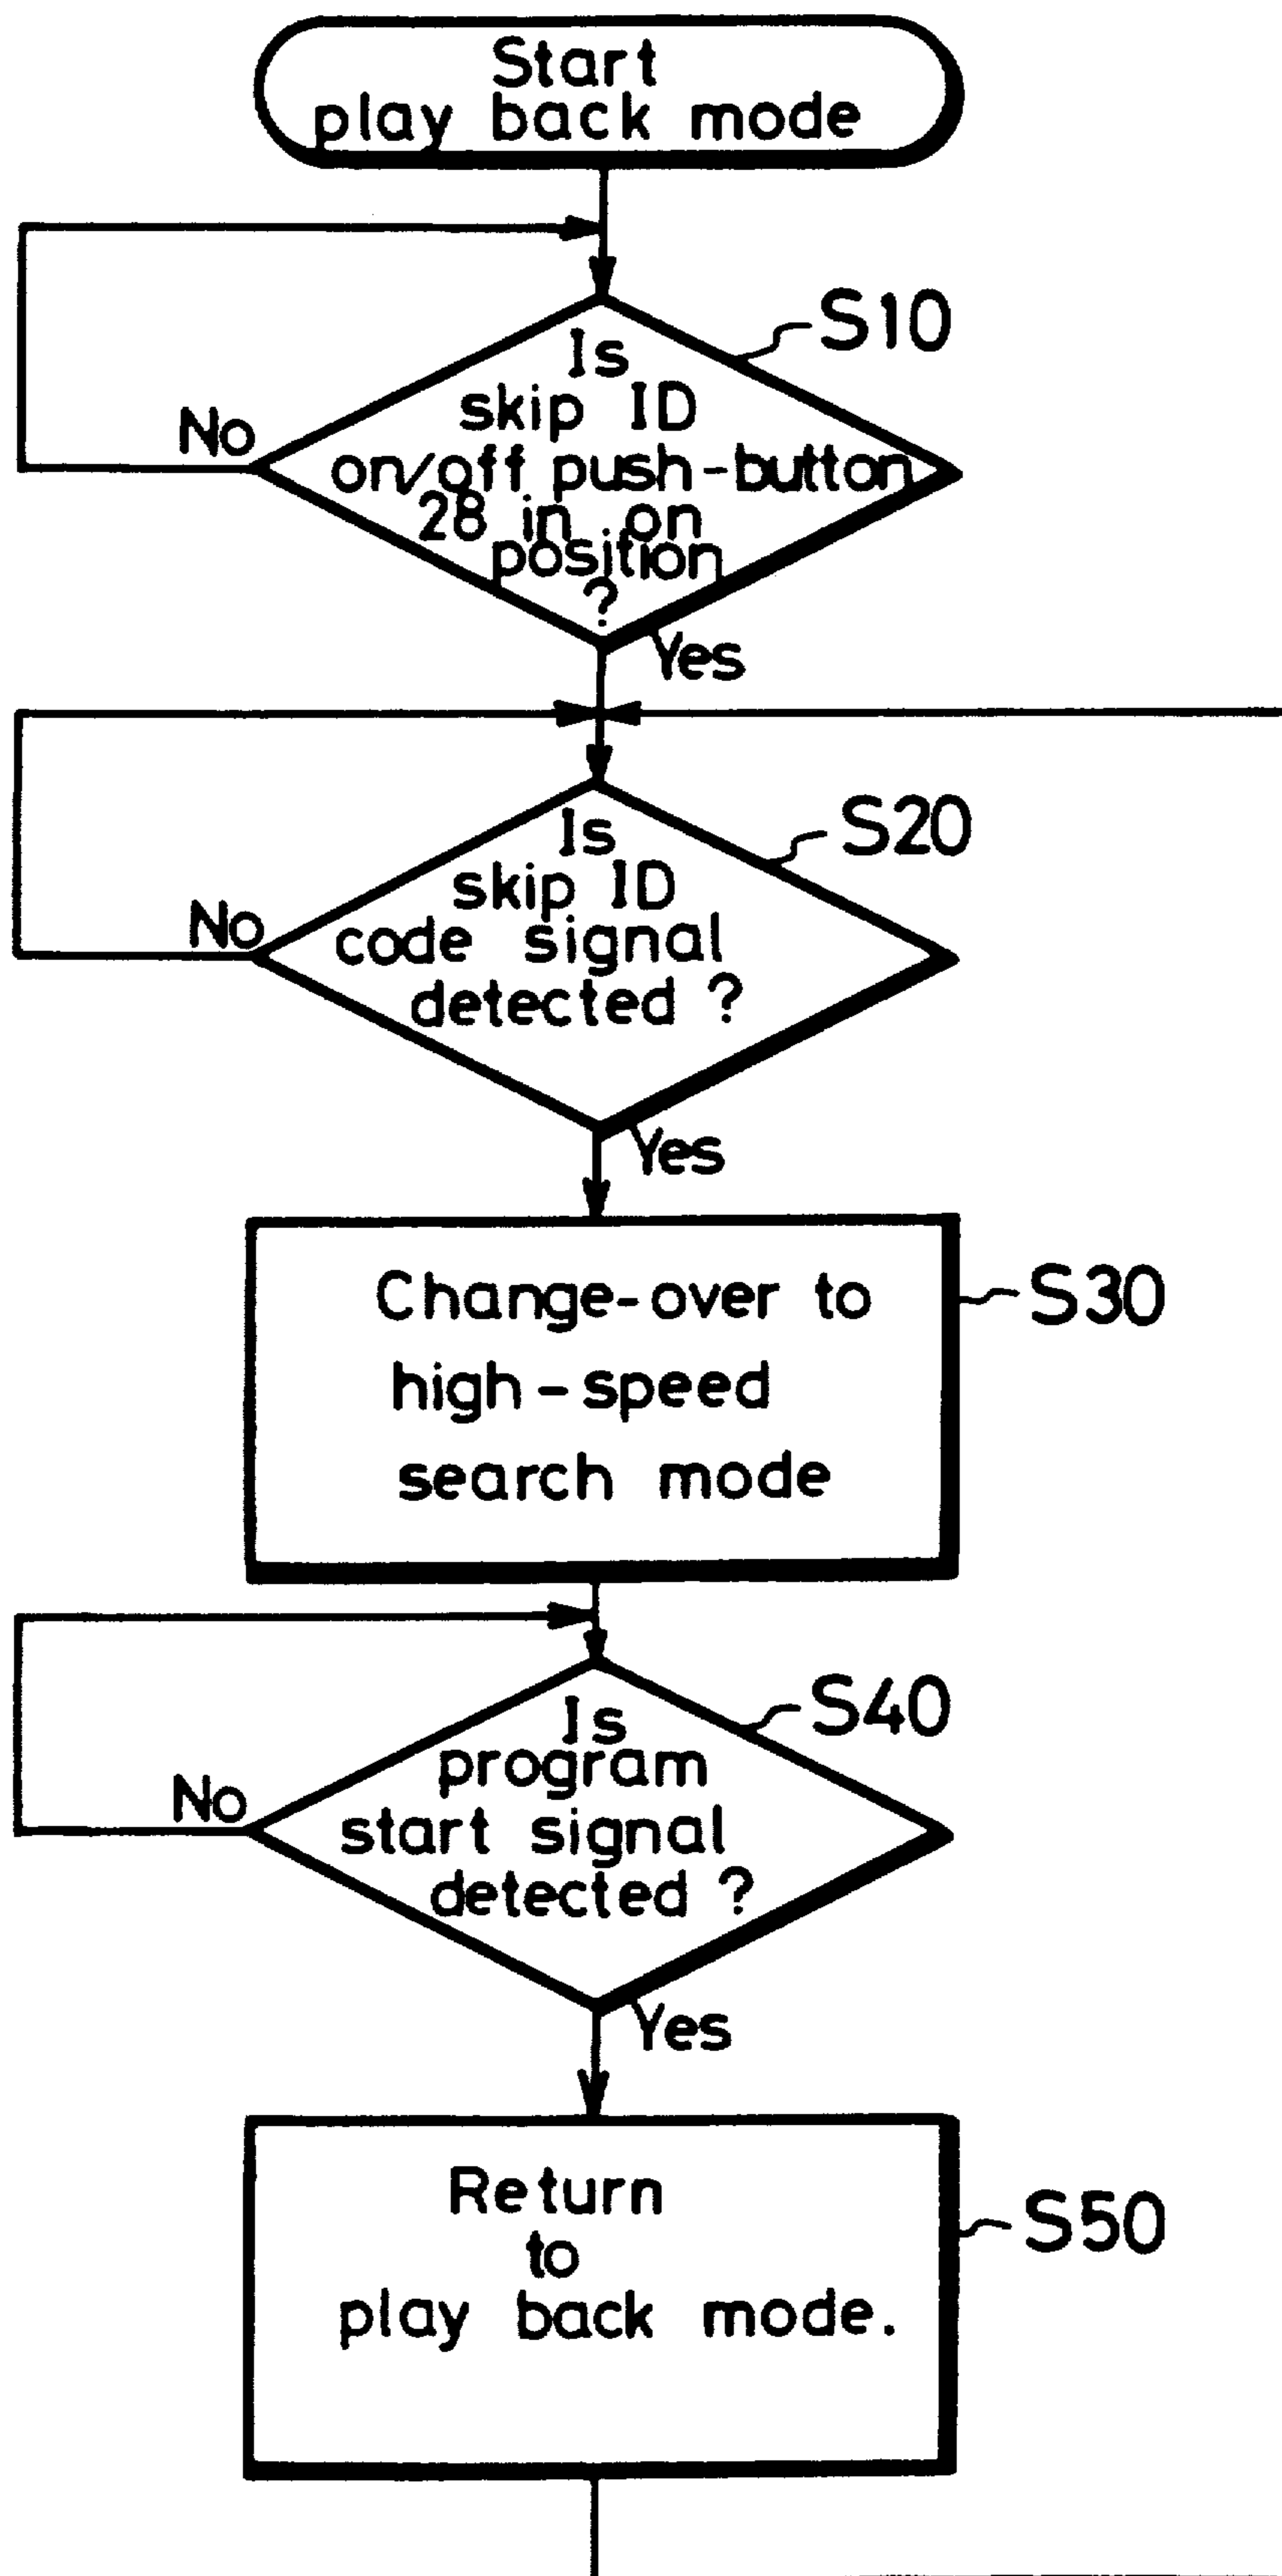 Start
play back mode
S10
Is
skip ID
on/off push-button
28 in on
position
?
No
Yes
S20
Is
skip ID
code signal
detected ?
No
Yes
Change-over to
high-speed
search mode
S30
S40
Is
program
start signal
detected ?
No
Yes
Return
to
play back mode.
S50